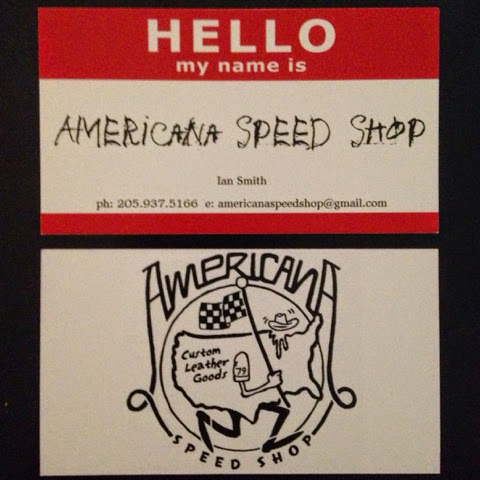 HELLO
my name is
AMERiCANA SPEED SHOP
Ian Smith
ph: 205.937.5166 e: americanaspeedshop@gmail.com
AMERICANA
Custom
Leather
Goods
79
SPEED SHOP